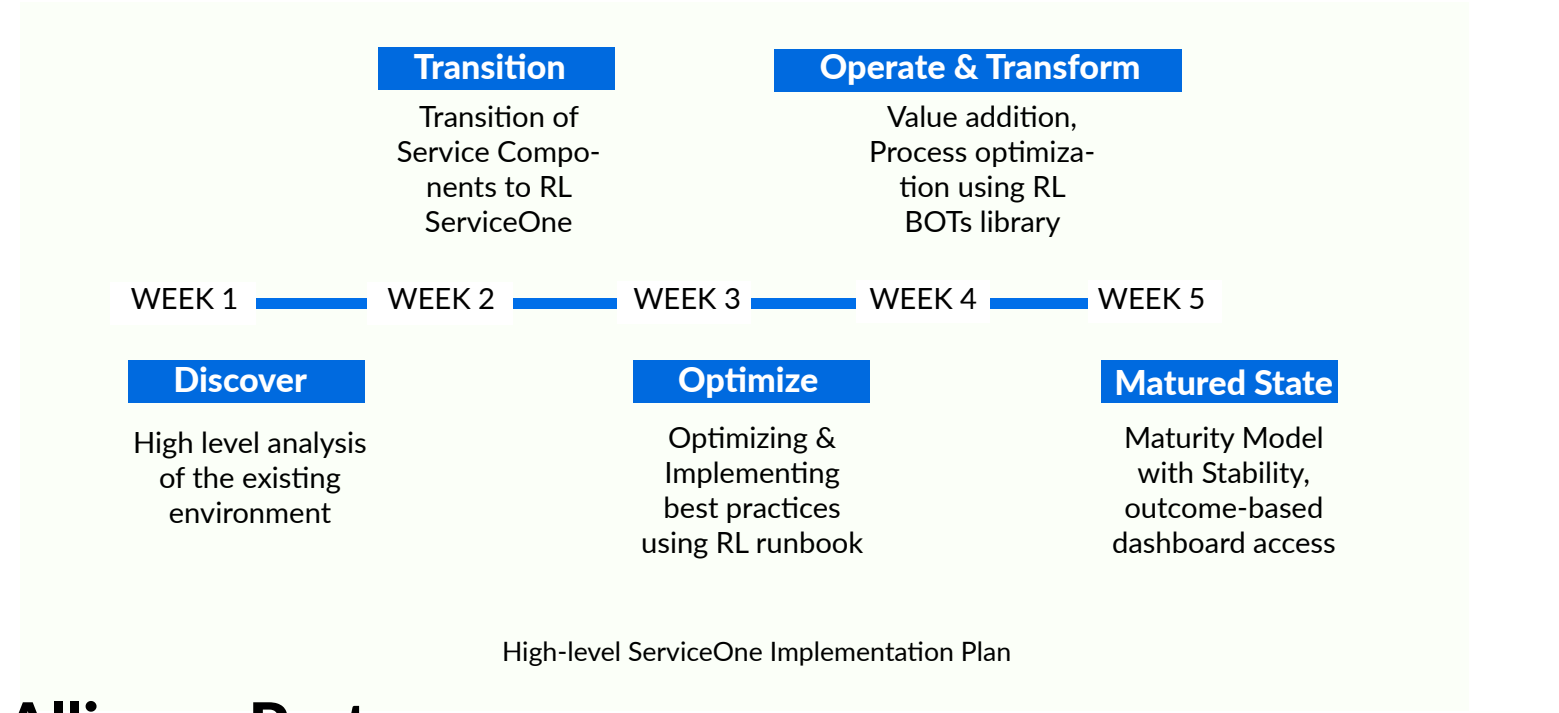 Transition
Transition of
Service Compo-
nents to RL
ServiceOne
Operate & Transform
Value addition,
Process optimiza-
tion using RL
BOTs library
WEEK 1 WEEK 2 WEEK 3 WEEK 4 WEEK 5
Discover
High level analysis
of the existing
environment
Optimize
Optimizing &
Implementing
best practices
using RL runbook
Matured State
Maturity Model
with Stability,
outcome-based
dashboard access
High-level ServiceOne Implementation Plan